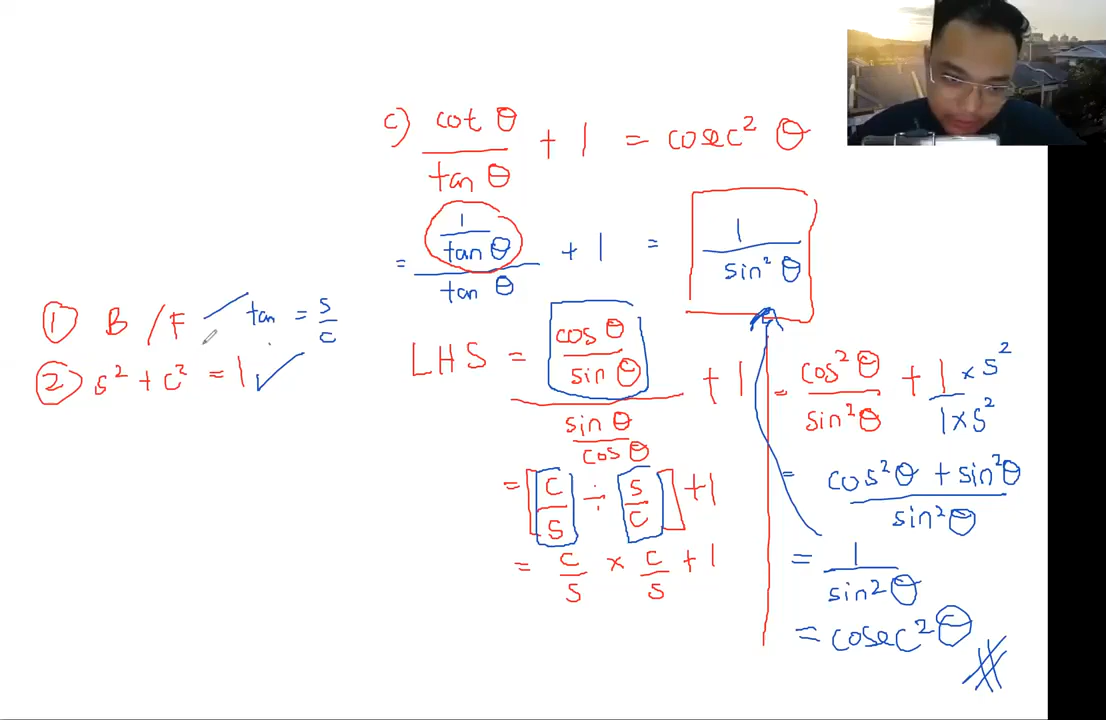 c) cot θ / tan θ + 1 = cosec² θ
= (1 / tan θ) / tan θ + 1 = 1 / sin² θ
① B / F tan = s / c
② s² + c² = 1
LHS = (cos θ / sin θ) / (sin θ / cos θ) + 1
= [ c / s ÷ s / c ] + 1
= c / s × c / s + 1
= cos² θ / sin² θ + 1 × s² / 1 × s²
= cos² θ + sin² θ / sin² θ
= 1 / sin² θ
= cosec² θ